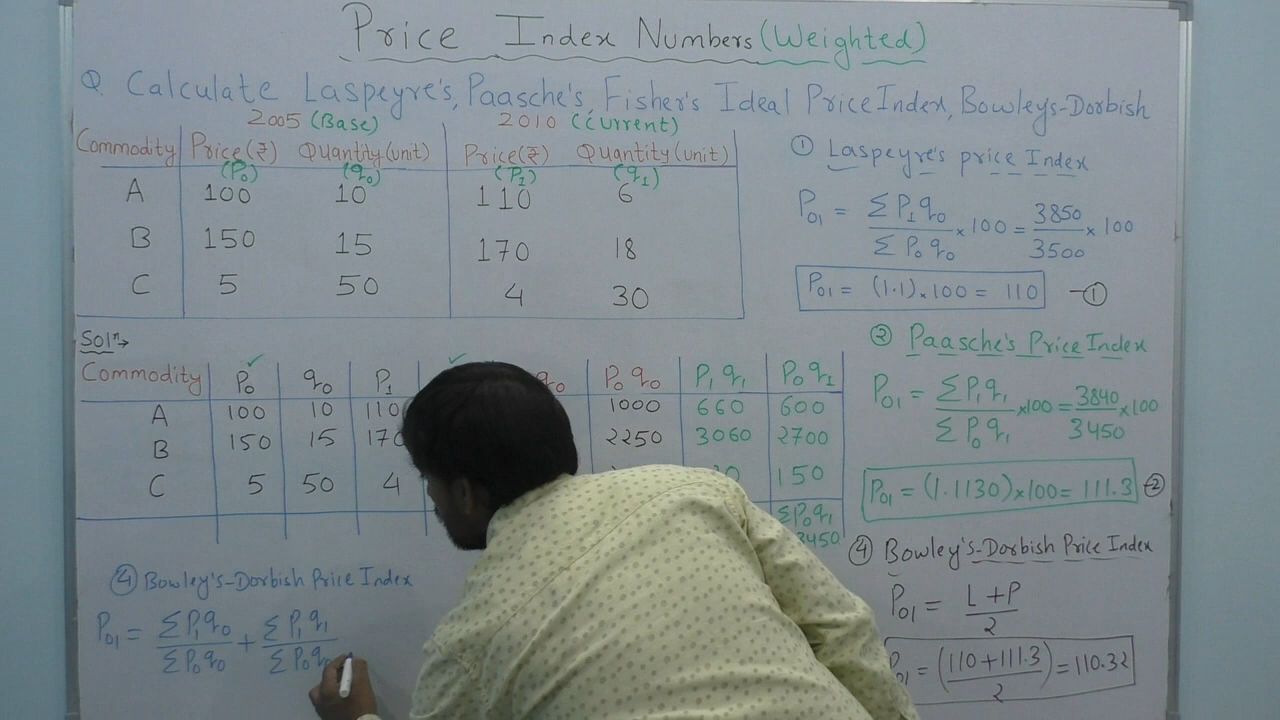 Price Index Numbers (Weighted)
Q. Calculate Laspeyre's, Paasche's, Fisher's Ideal Price Index, Bowleys-Dorbish
2005 (Base) 2010 (Current)
Commodity Price(₹) Quantity(unit) Price(₹) Quantity(unit)
(P₀) (q₀) (P₁) (q₁)
A 100 10 110 6
B 150 15 170 18
C 5 50 4 30
① Laspeyre's price Index
P₀₁ = ΣP₁q₀/ΣP₀q₀ × 100 = 3850/3500 × 100
P₀₁ = (1.1) × 100 = 110 —①
Solⁿ→
Commodity P₀ q₀ P₁ q₀ P₀q₀ P₁q₁ P₀q₁
A 100 10 110 1000 660 600
B 150 15 170 2250 3060 2700
C 5 50 4 150
ΣP₀q₁
3450
② Paasche's Price Index
P₀₁ = ΣP₁q₁/ΣP₀q₁ × 100 = 3840/3450 × 100
P₀₁ = (1.1130) × 100 = 111.3 —②
④ Bowley's-Dorbish Price Index
P₀₁ = L+P/2
P₀₁ = (110+111.3/2) = 110.32
④ Bowley's-Dorbish Price Index
P₀₁ = ΣP₁q₀/ΣP₀q₀ + ΣP₁q₁/ΣP₀q